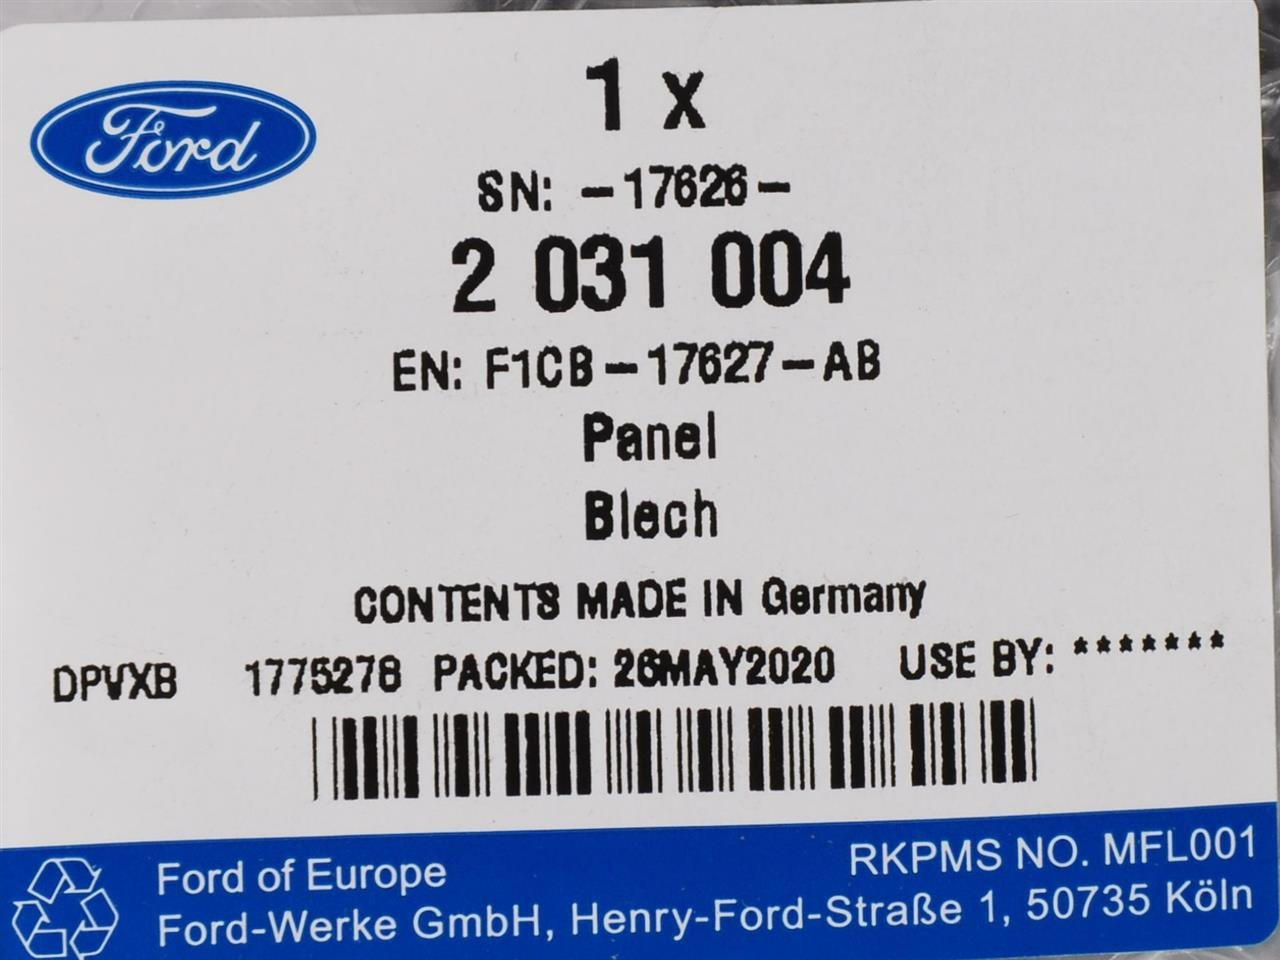 Ford
1 x
SN: -17626-
2 031 004
EN: F1CB-17627-AB
Panel
Blech
CONTENTS MADE IN Germany
DPVXB 1775278 PACKED: 26MAY2020 USE BY: *******
RKPMS NO. MFL001
Ford of Europe
Ford-Werke GmbH, Henry-Ford-Straße 1, 50735 Köln